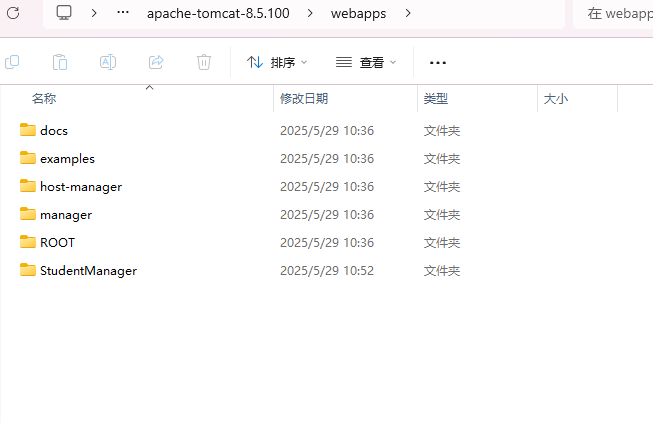 apache-tomcat-8.5.100 webapps 在 webapp
排序 查看
名称 修改日期 类型 大小
docs 2025/5/29 10:36 文件夹
examples 2025/5/29 10:36 文件夹
host-manager 2025/5/29 10:36 文件夹
manager 2025/5/29 10:36 文件夹
ROOT 2025/5/29 10:36 文件夹
StudentManager 2025/5/29 10:52 文件夹